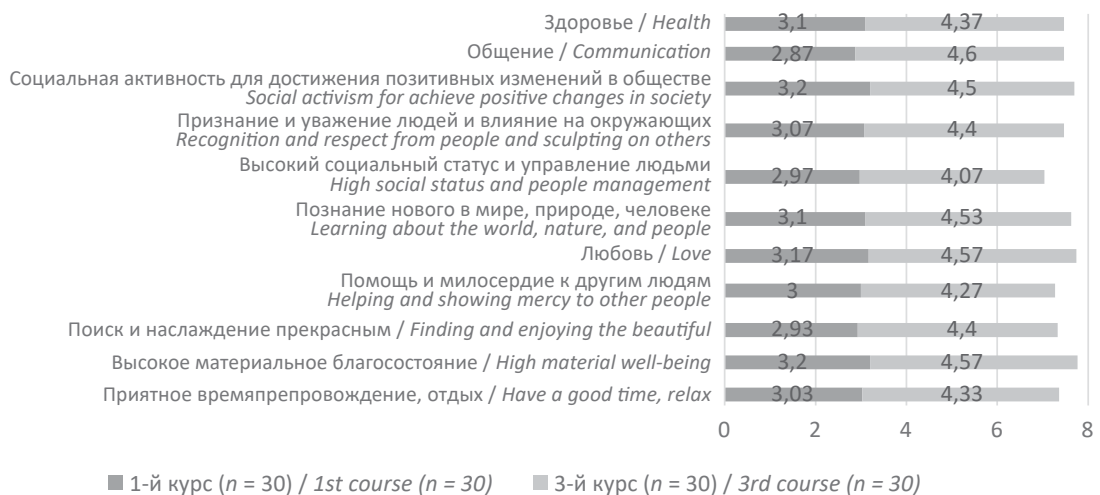 Здоровье / Health 3,1 4,37
Общение / Communication 2,87 4,6
Социальная активность для достижения позитивных изменений в обществе
Social activism for achieve positive changes in society 3,2 4,5
Признание и уважение людей и влияние на окружающих
Recognition and respect from people and sculpting on others 3,07 4,4
Высокий социальный статус и управление людьми
High social status and people management 2,97 4,07
Познание нового в мире, природе, человеке
Learning about the world, nature, and people 3,1 4,53
Любовь / Love 3,17 4,57
Помощь и милосердие к другим людям
Helping and showing mercy to other people 3 4,27
Поиск и наслаждение прекрасным / Finding and enjoying the beautiful 2,93 4,4
Высокое материальное благосостояние / High material well-being 3,2 4,57
Приятное времяпрепровождение, отдых / Have a good time, relax 3,03 4,33
0 2 4 6 8
1-й курс (n = 30) / 1st course (n = 30) 3-й курс (n = 30) / 3rd course (n = 30)